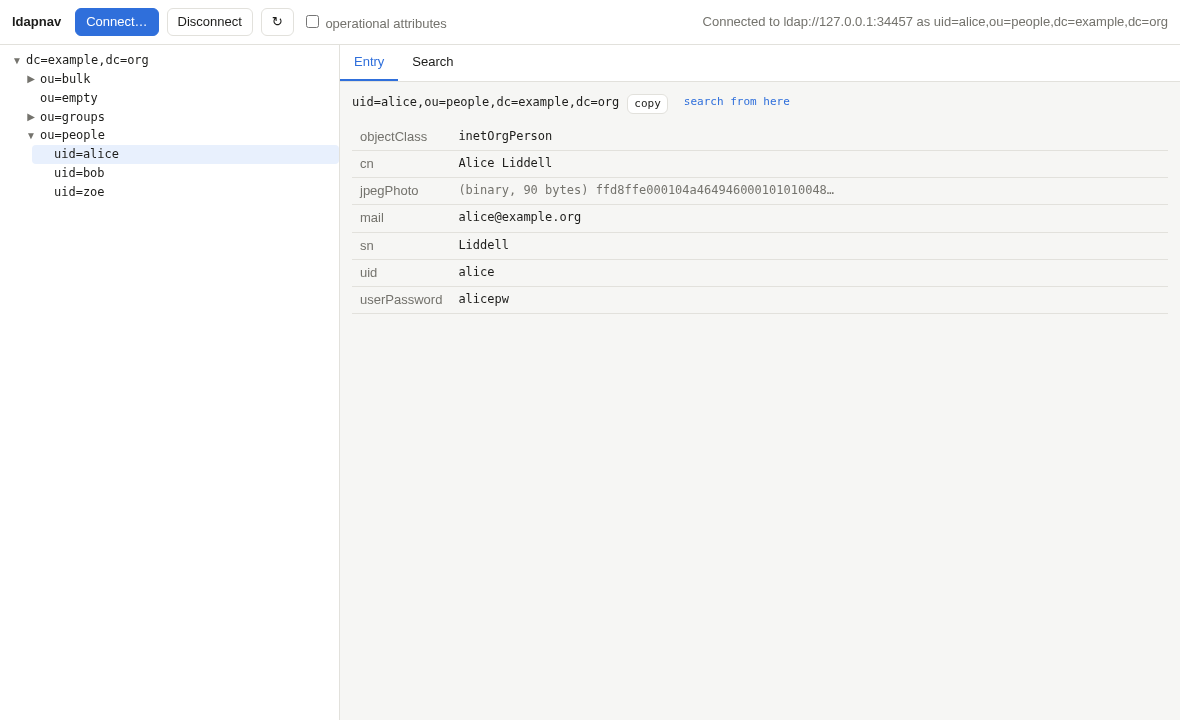 ldapnav Connect… Disconnect ↻ operational attributes Connected to ldap://127.0.0.1:34457 as uid=alice,ou=people,dc=example,dc=org
▼ dc=example,dc=org
▶ ou=bulk
ou=empty
▶ ou=groups
▼ ou=people
uid=alice
uid=bob
uid=zoe
Entry Search
uid=alice,ou=people,dc=example,dc=org copy search from here
objectClass inetOrgPerson
cn Alice Liddell
jpegPhoto (binary, 90 bytes) ffd8ffe000104a464946000101010048…
mail alice@example.org
sn Liddell
uid alice
userPassword alicepw